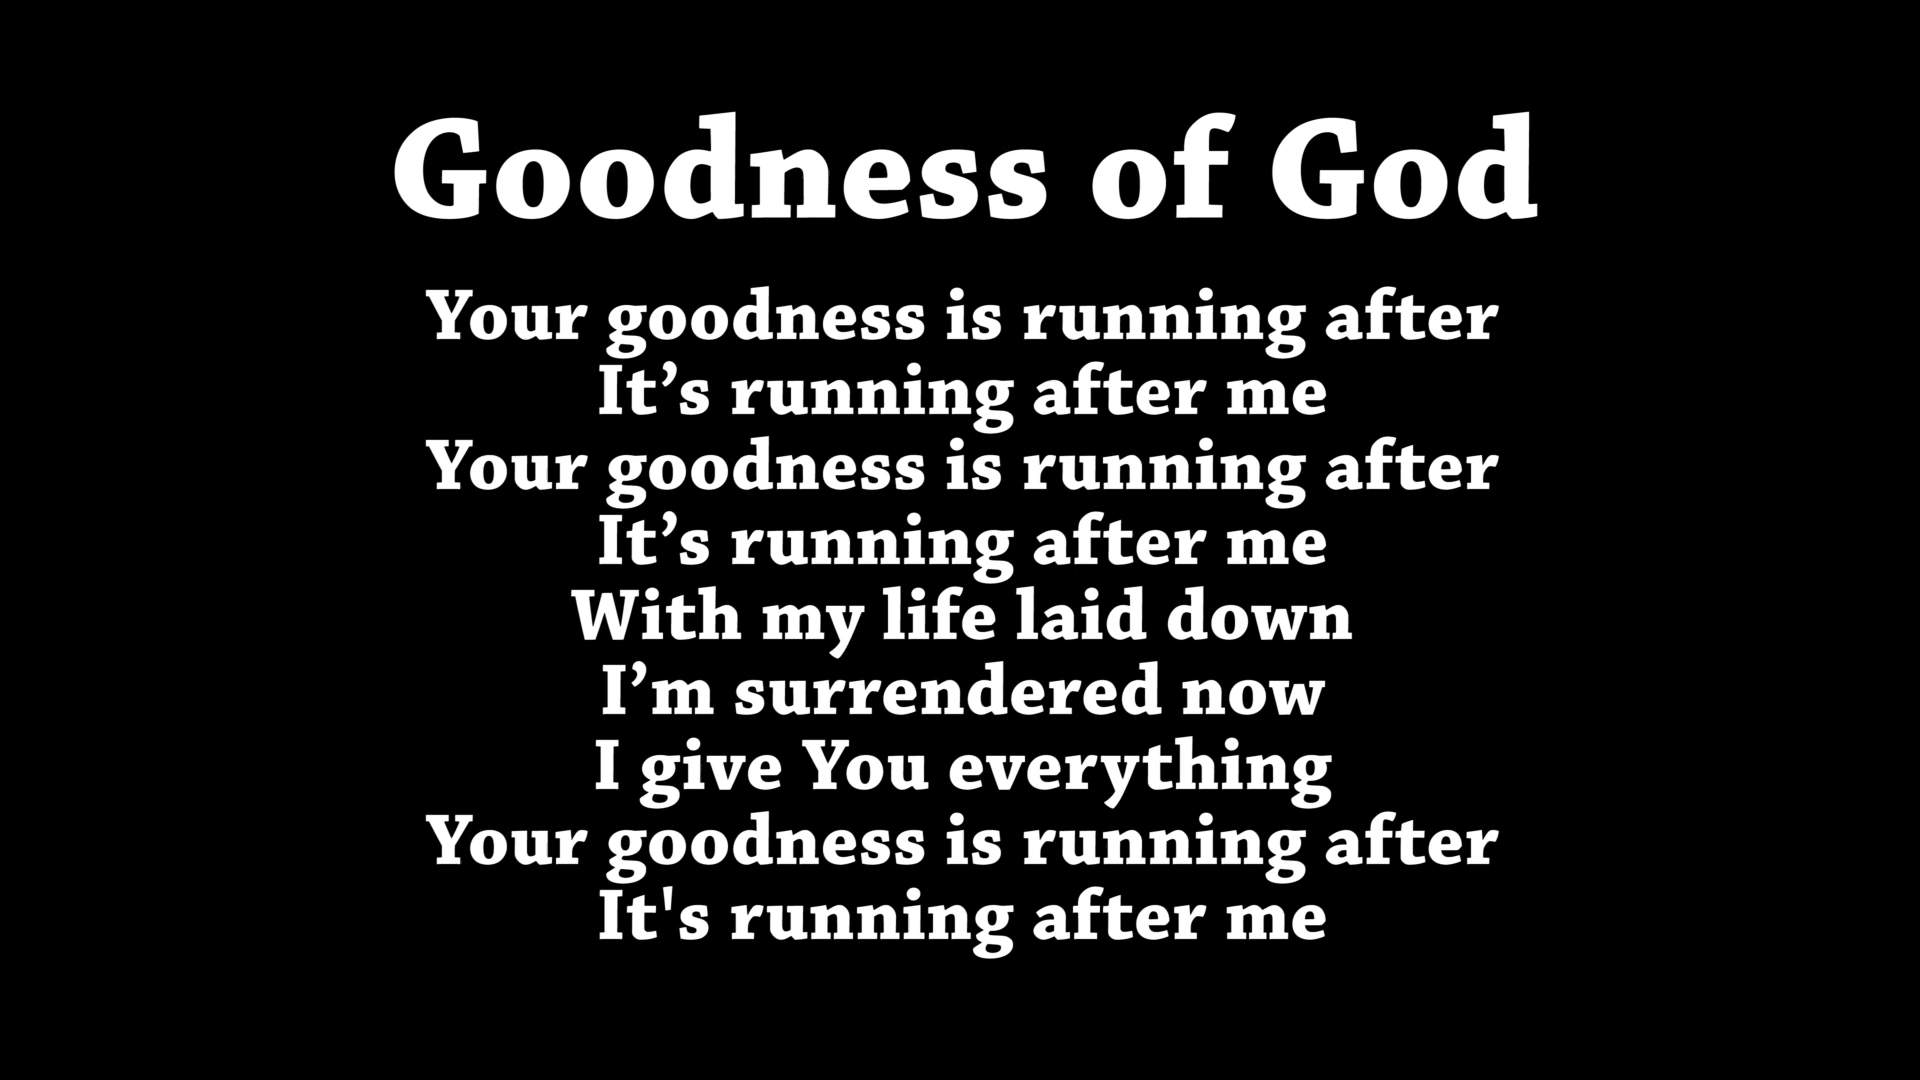 Goodness of God
Your goodness is running after
It’s running after me
Your goodness is running after
It’s running after me
With my life laid down
I’m surrendered now
I give You everything
Your goodness is running after
It's running after me